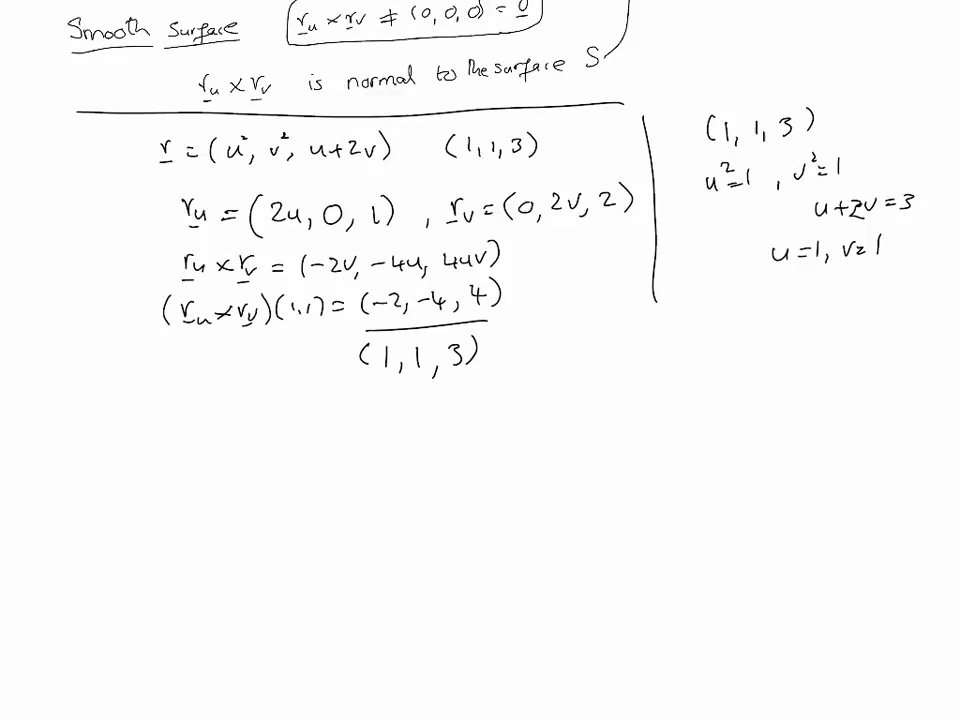 Smooth Surface r_u × r_v ≠ (0, 0, 0) = 0
r_u × r_v is normal to the surface S
r = (u², v², u+2v) (1, 1, 3)
r_u = (2u, 0, 1), r_v = (0, 2v, 2)
r_u × r_v = (-2v, -4u, 4uv)
(r_u × r_v)(1,1) = (-2, -4, 4)
(1, 1, 3)
(1, 1, 3)
u²=1, v²=1
u+2v=3
u=1, v=1